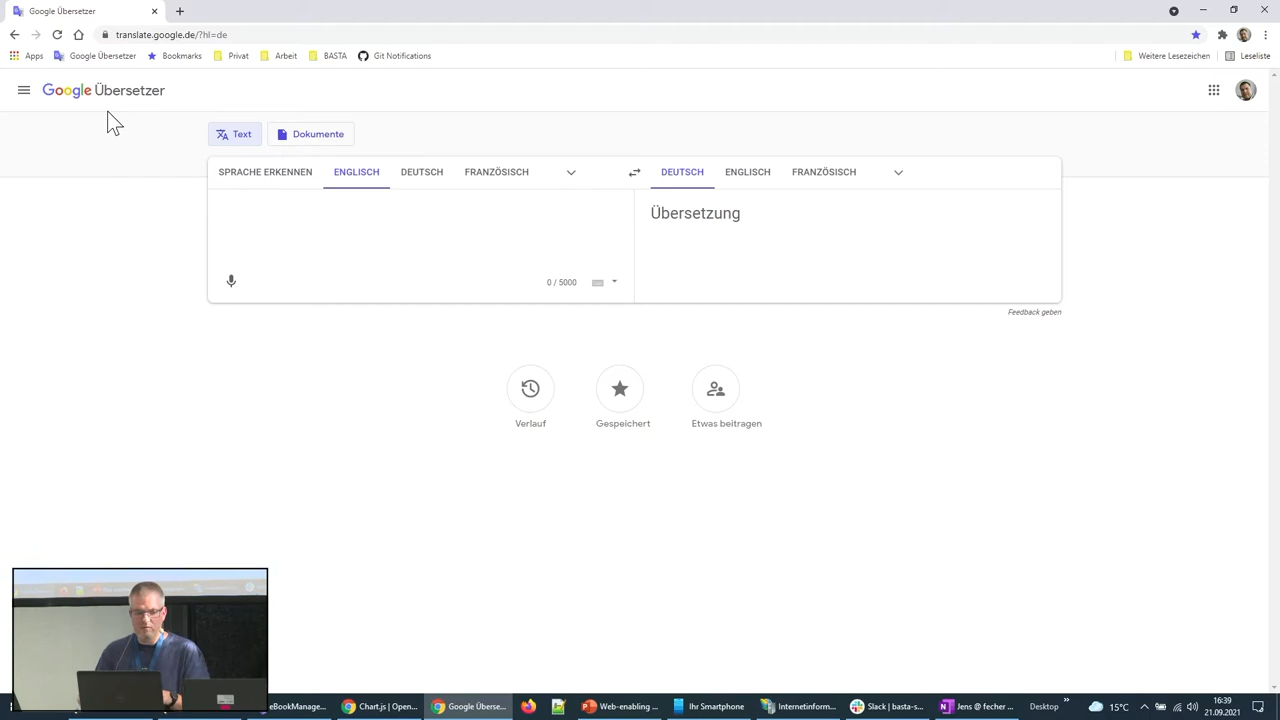 Google Übersetzer
translate.google.de/?hl=de
Apps
Google Übersetzer
Bookmarks
Privat
Arbeit
BASTA
Google Notifications
Weitere Lesezeichen
Leseliste
Google Übersetzer
Text
Dokumente
SPRACHE ERKENNEN
ENGLISCH
DEUTSCH
FRANZÖSISCH
DEUTSCH
ENGLISCH
FRANZÖSISCH
Übersetzung
0 / 5000
Feedback geben
Verlauf
Gespeichert
Etwas beitragen
eBookManage...
Chart.js | Open...
Google Überse...
Web-enabling ...
Ihr Smartphone
Internetinform...
Slack | basta-s...
lens @ fecher ...
Desktop
»
15°C
16:39
21.09.2021